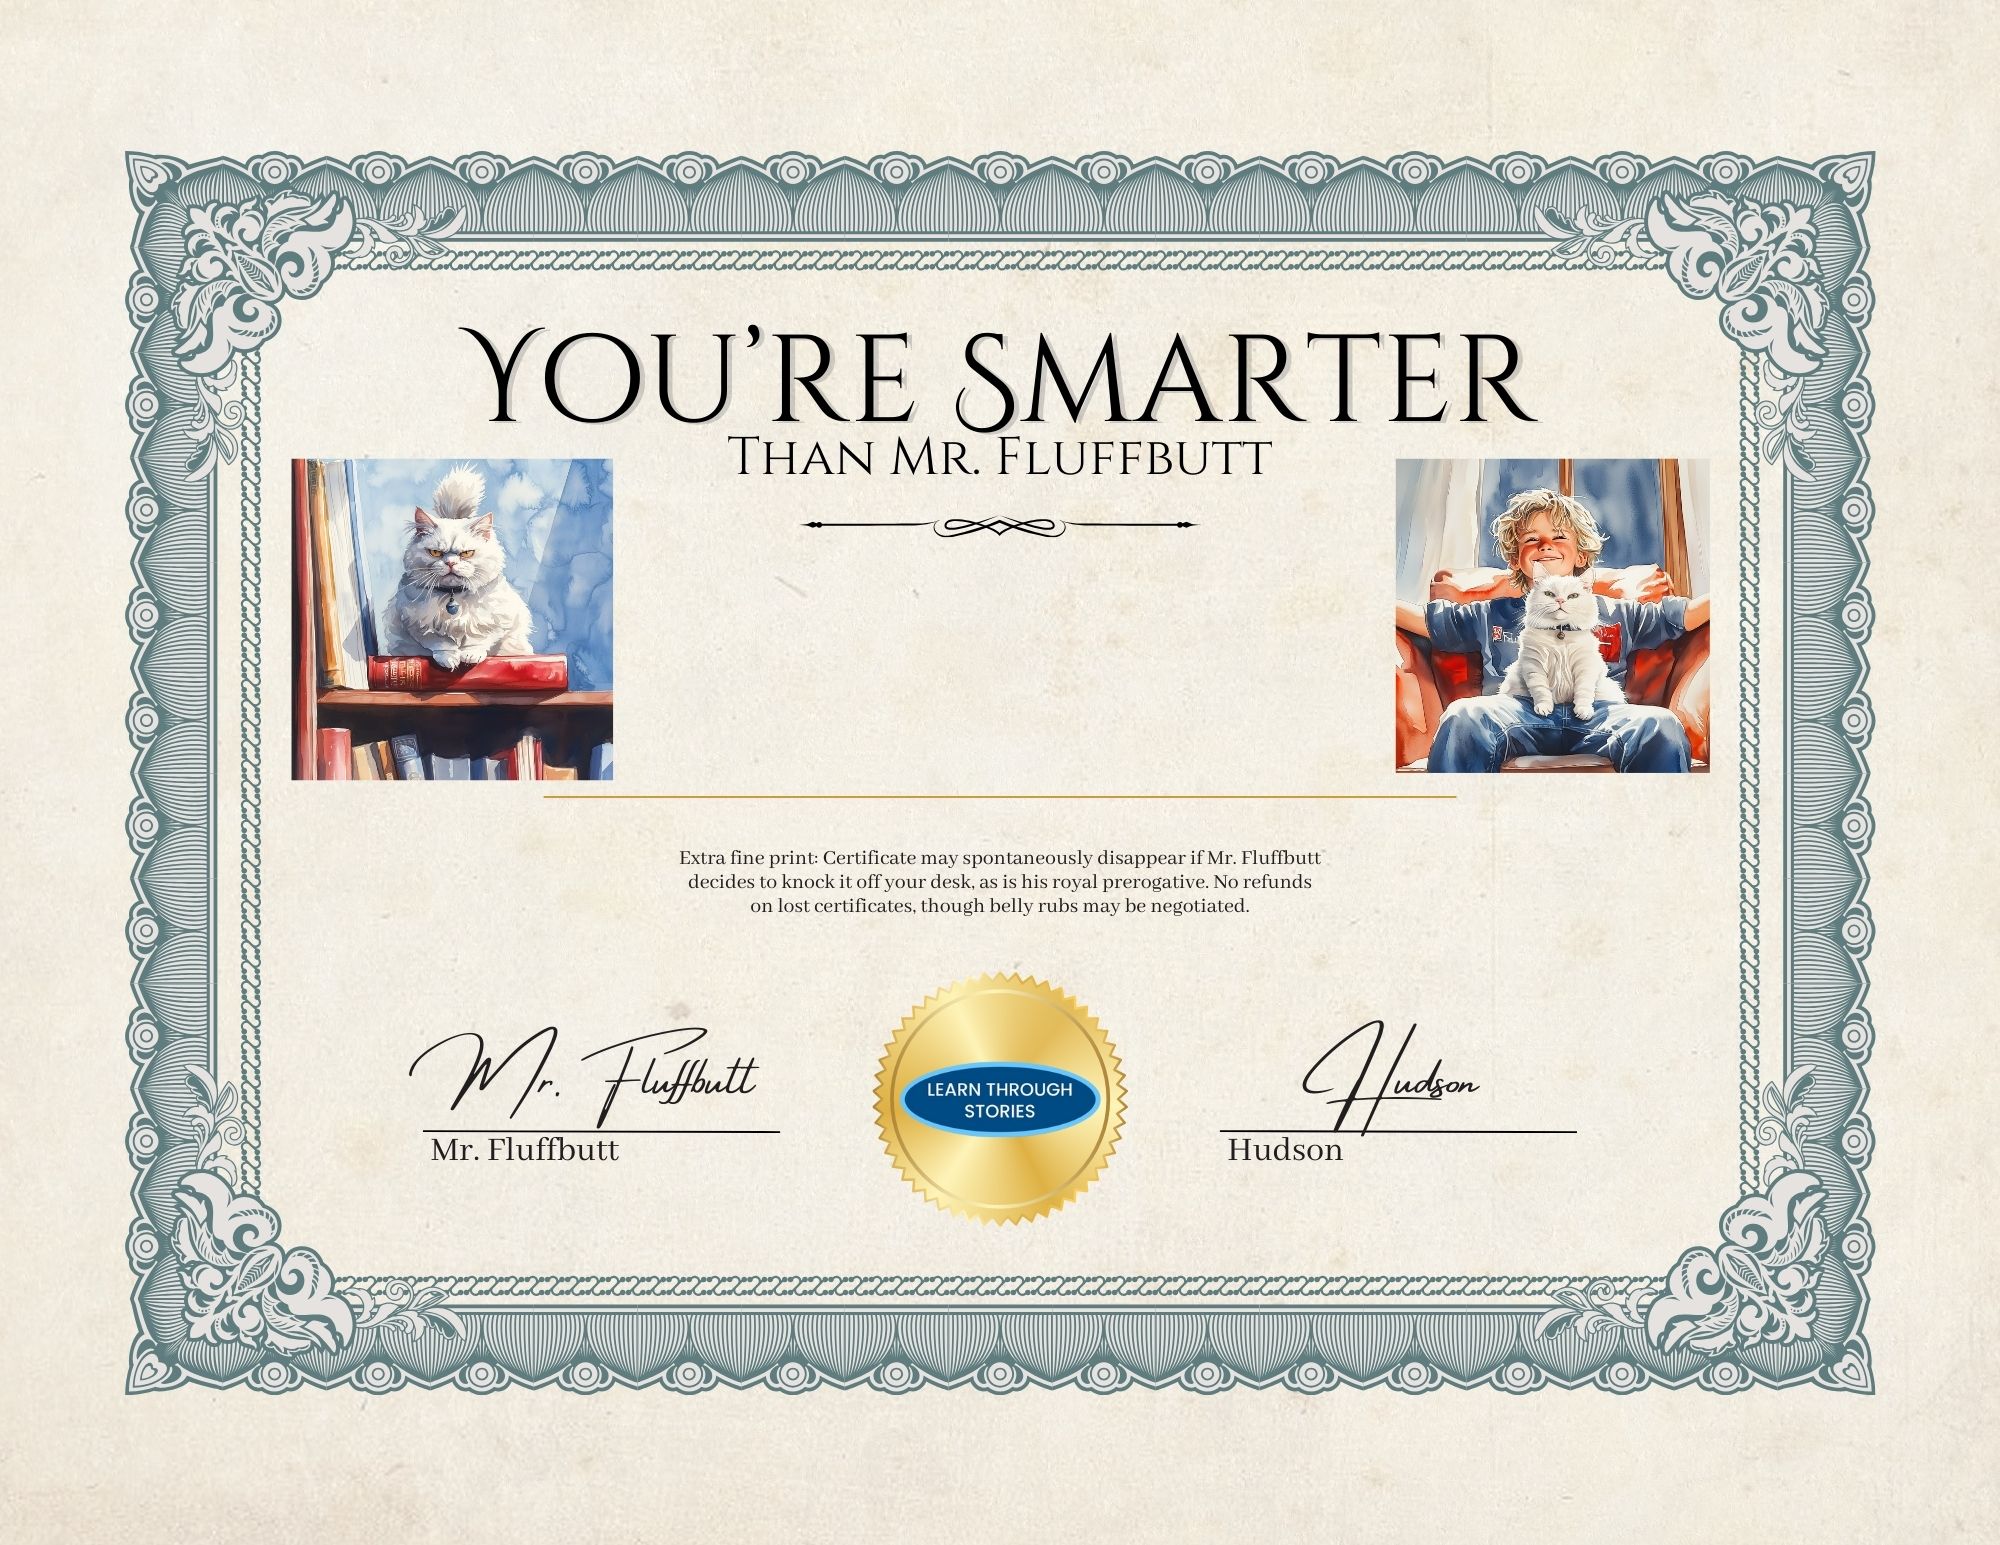 YOU'RE SMARTER
THAN MR. FLUFFBUTT
Extra fine print: Certificate may spontaneously disappear if Mr. Fluffbutt
decides to knock it off your desk, as is his royal prerogative. No refunds
on lost certificates, though belly rubs may be negotiated.
Mr. Fluffbutt
Mr. Fluffbutt
LEARN THROUGH
STORIES
Hudson
Hudson